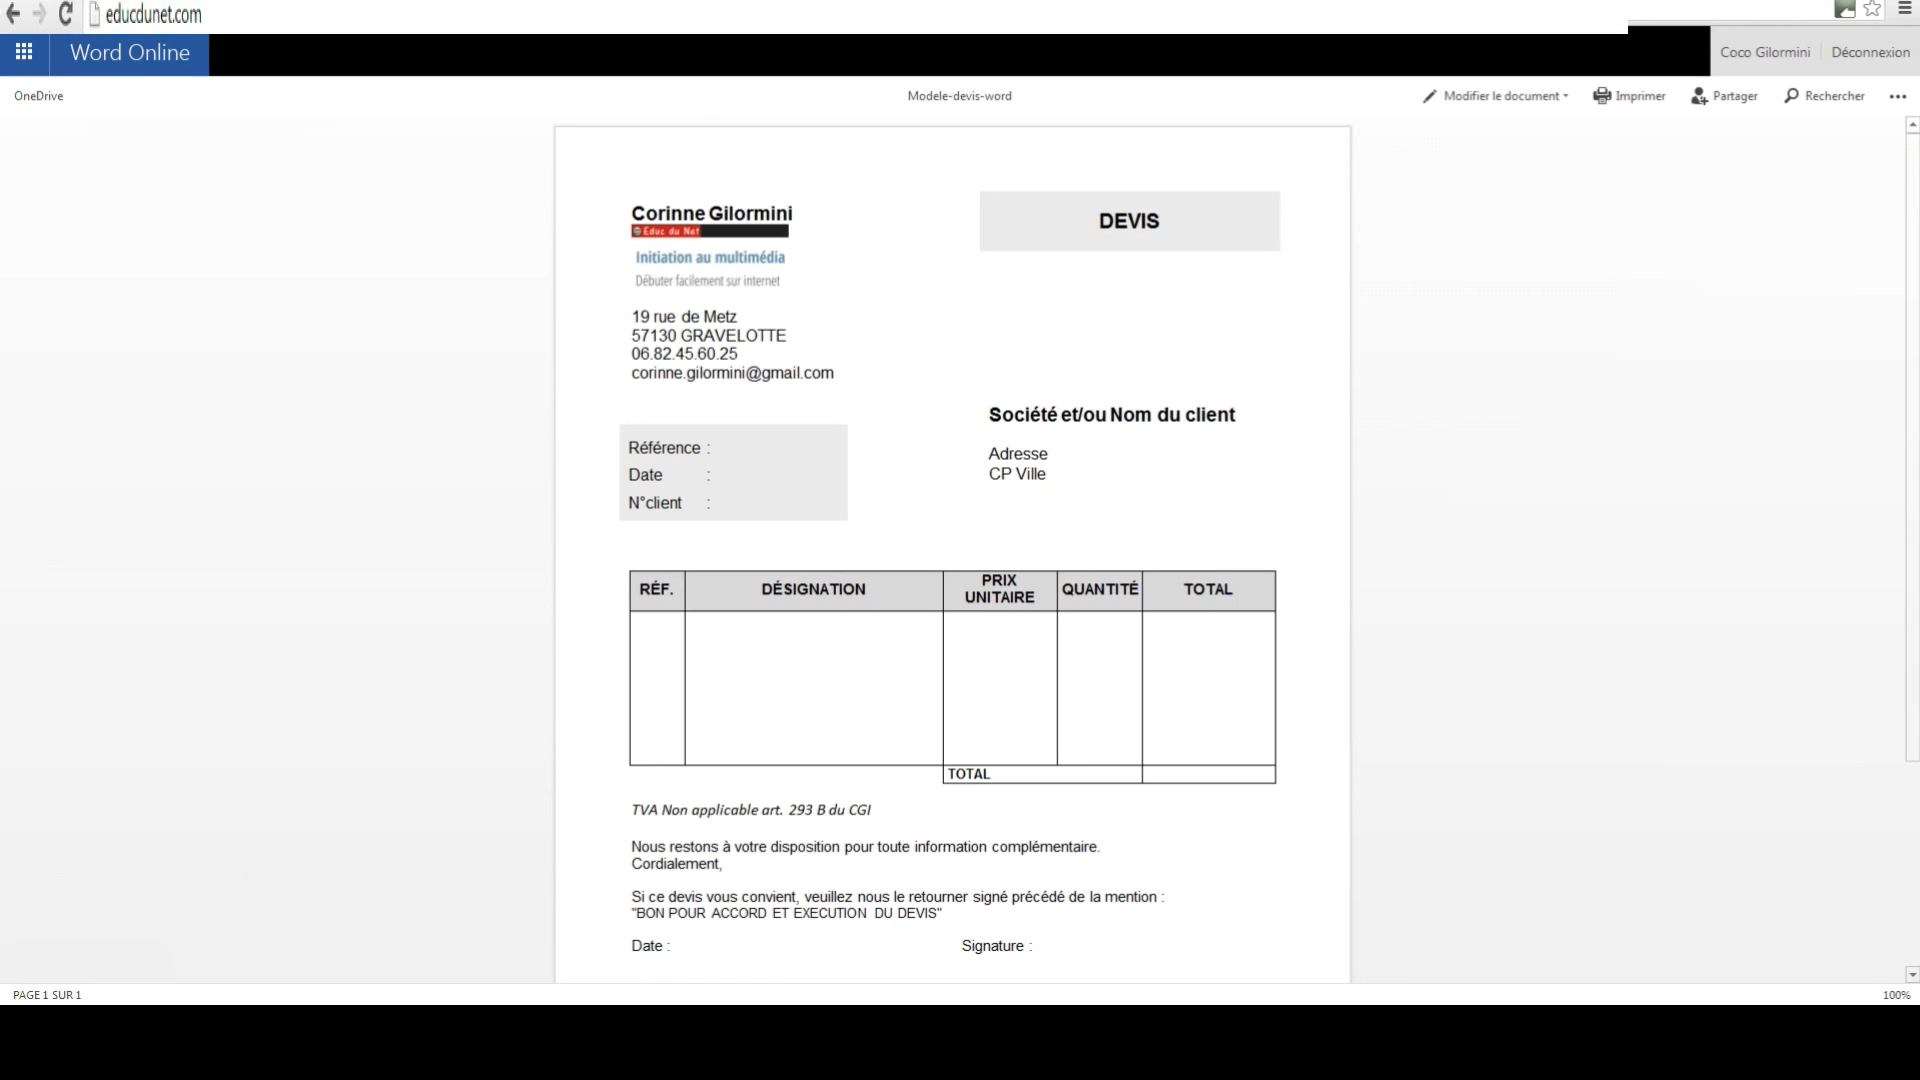 educdunet.com
Word Online
Coco Gilormini Déconnexion
OneDrive
Modele-devis-word
Modifier le document
Imprimer
Partager
Rechercher
Corinne Gilormini
DEVIS
Educ du Net
Initiation au multimédia
Débuter facilement sur internet
19 rue de Metz
57130 GRAVELOTTE
06.82.45.60.25
corinne.gilormini@gmail.com
Société et/ou Nom du client
Adresse
CP Ville
Référence :
Date :
N°client :
RÉF. DÉSIGNATION PRIX UNITAIRE QUANTITÉ TOTAL
TOTAL
TVA Non applicable art. 293 B du CGI
Nous restons à votre disposition pour toute information complémentaire.
Cordialement,
Si ce devis vous convient, veuillez nous le retourner signé précédé de la mention :
"BON POUR ACCORD ET EXECUTION DU DEVIS"
Date : Signature :
PAGE 1 SUR 1
100%